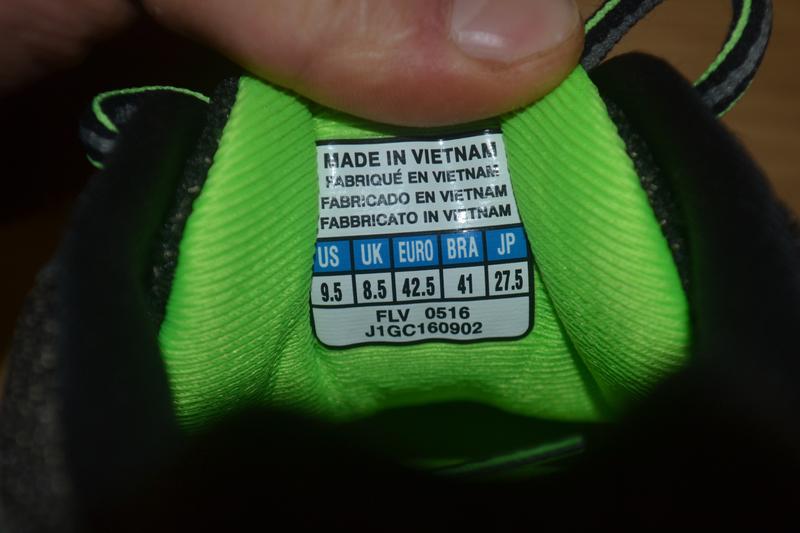 MADE IN VIETNAM
FABRIQUÉ EN VIETNAM
FABRICADO EN VIETNAM
FABBRICATO IN VIETNAM
US UK EURO BRA JP
9.5 8.5 42.5 41 27.5
FLV 0516
J1GC160902